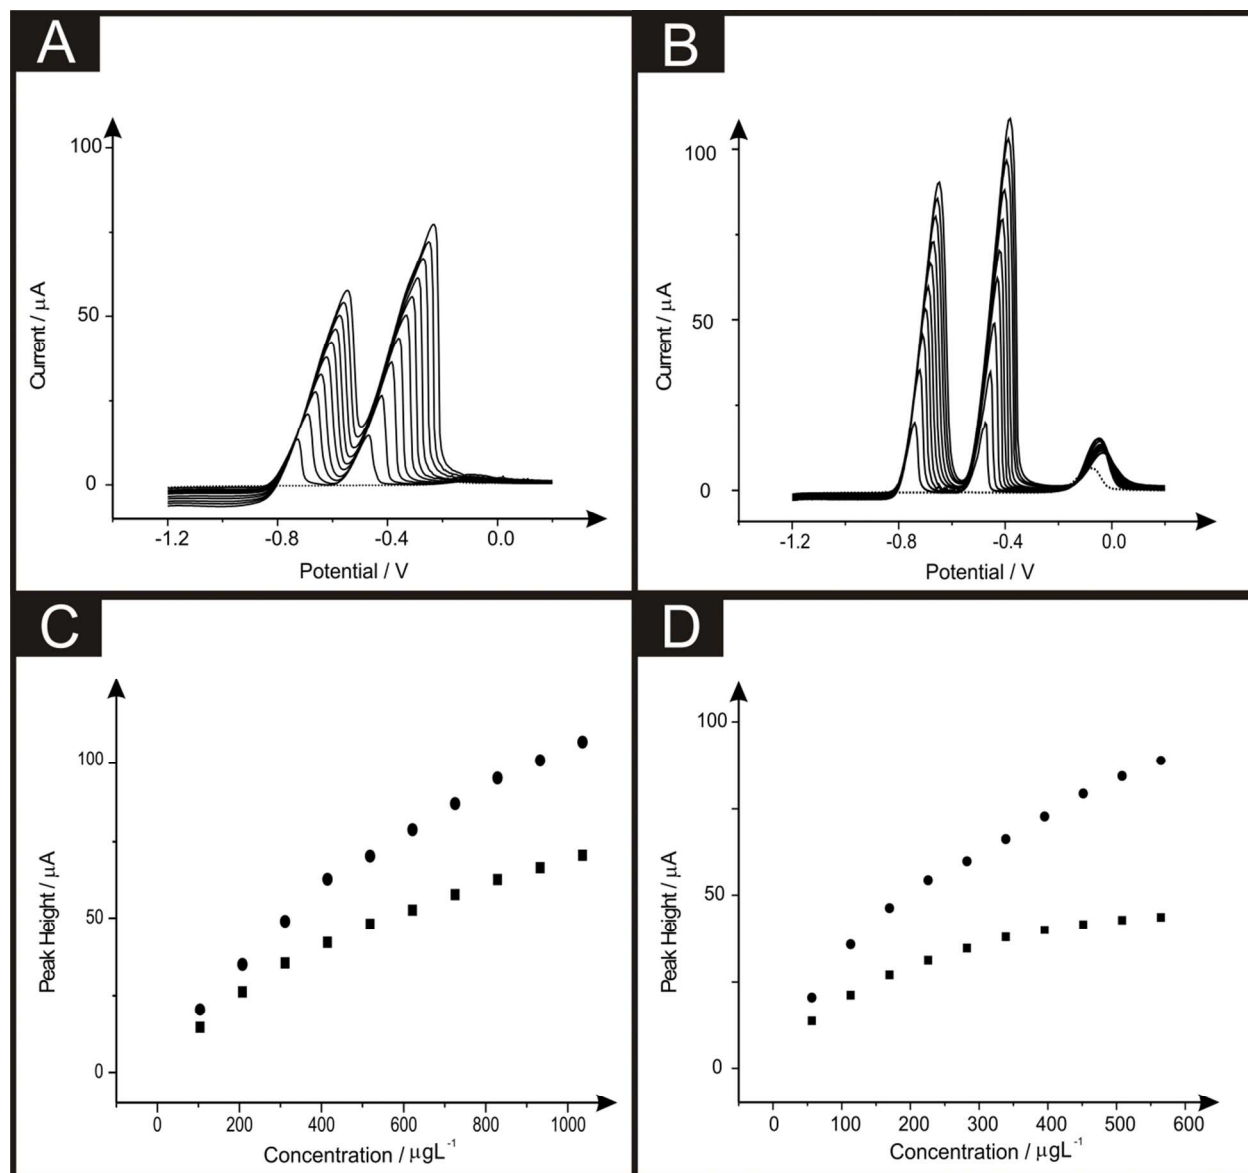 A
100
50
0
Current / μA
-1.2 -0.8 -0.4 0.0
Potential / V
B
100
50
0
Current / μA
-1.2 -0.8 -0.4 0.0
Potential / V
C
100
50
0
Peak Height / μA
0 200 400 600 800 1000
Concentration / μgL⁻¹
D
100
50
0
Peak Height / μA
0 100 200 300 400 500 600
Concentration / μgL⁻¹